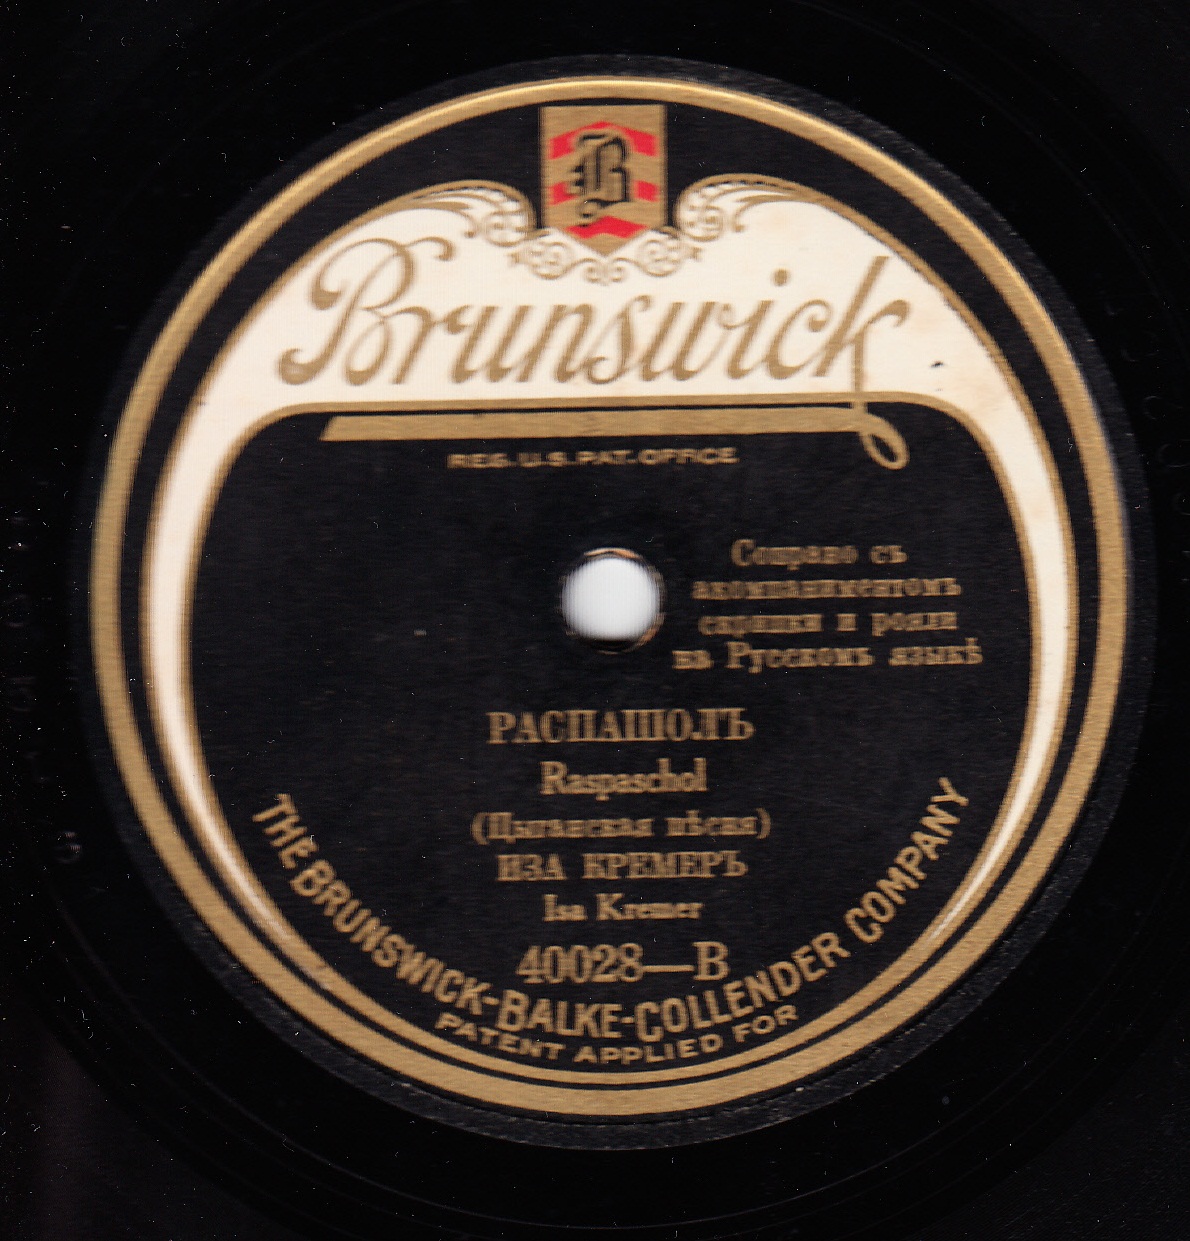 B
Brunswick
REG. U.S. PAT. OFFICE
Сопрано съ
акомпаниментомъ
скрипки и рояли
на Русскомъ языкѣ
РАСПАШОЛЪ
Raspaschol
(Цыганская пѣсня)
ИЗА КРЕМЕРЪ
Isa Kremer
40028—B
THE BRUNSWICK-BALKE-COLLENDER COMPANY
PATENT APPLIED FOR